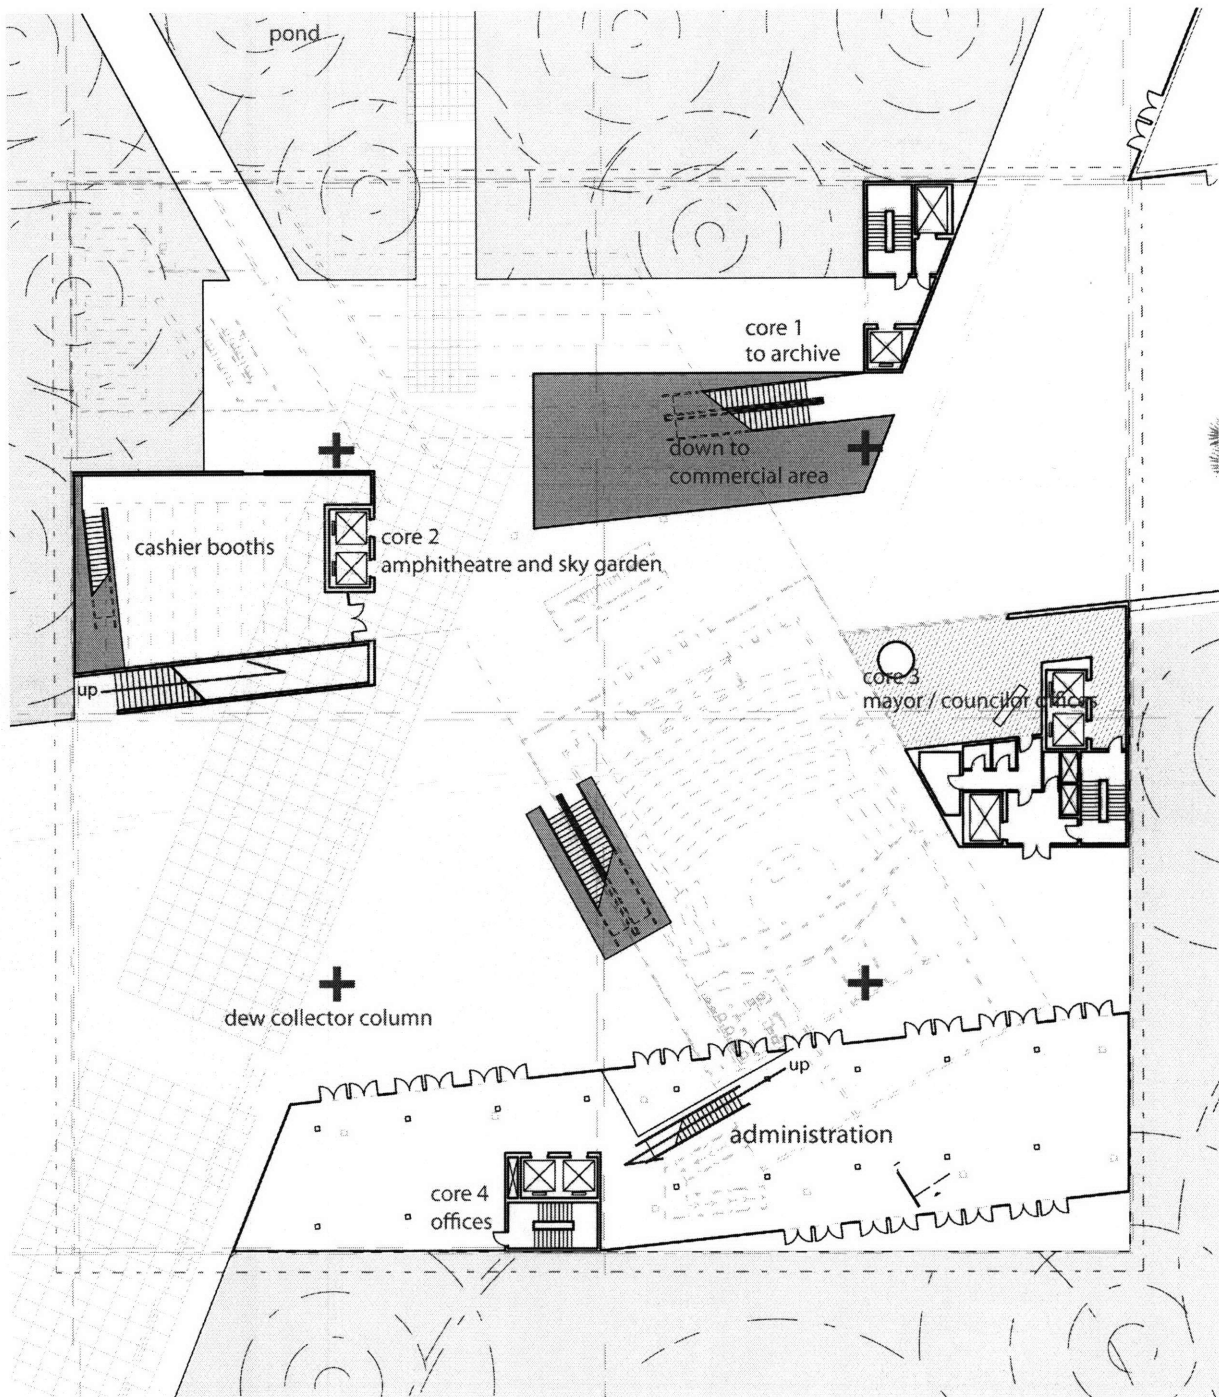 pond
core 1
to archive
down to
commercial area
cashier booths
core 2
amphitheatre and sky garden
up
core 3
mayor / councilor offices
dew collector column
up
administration
core 4
offices